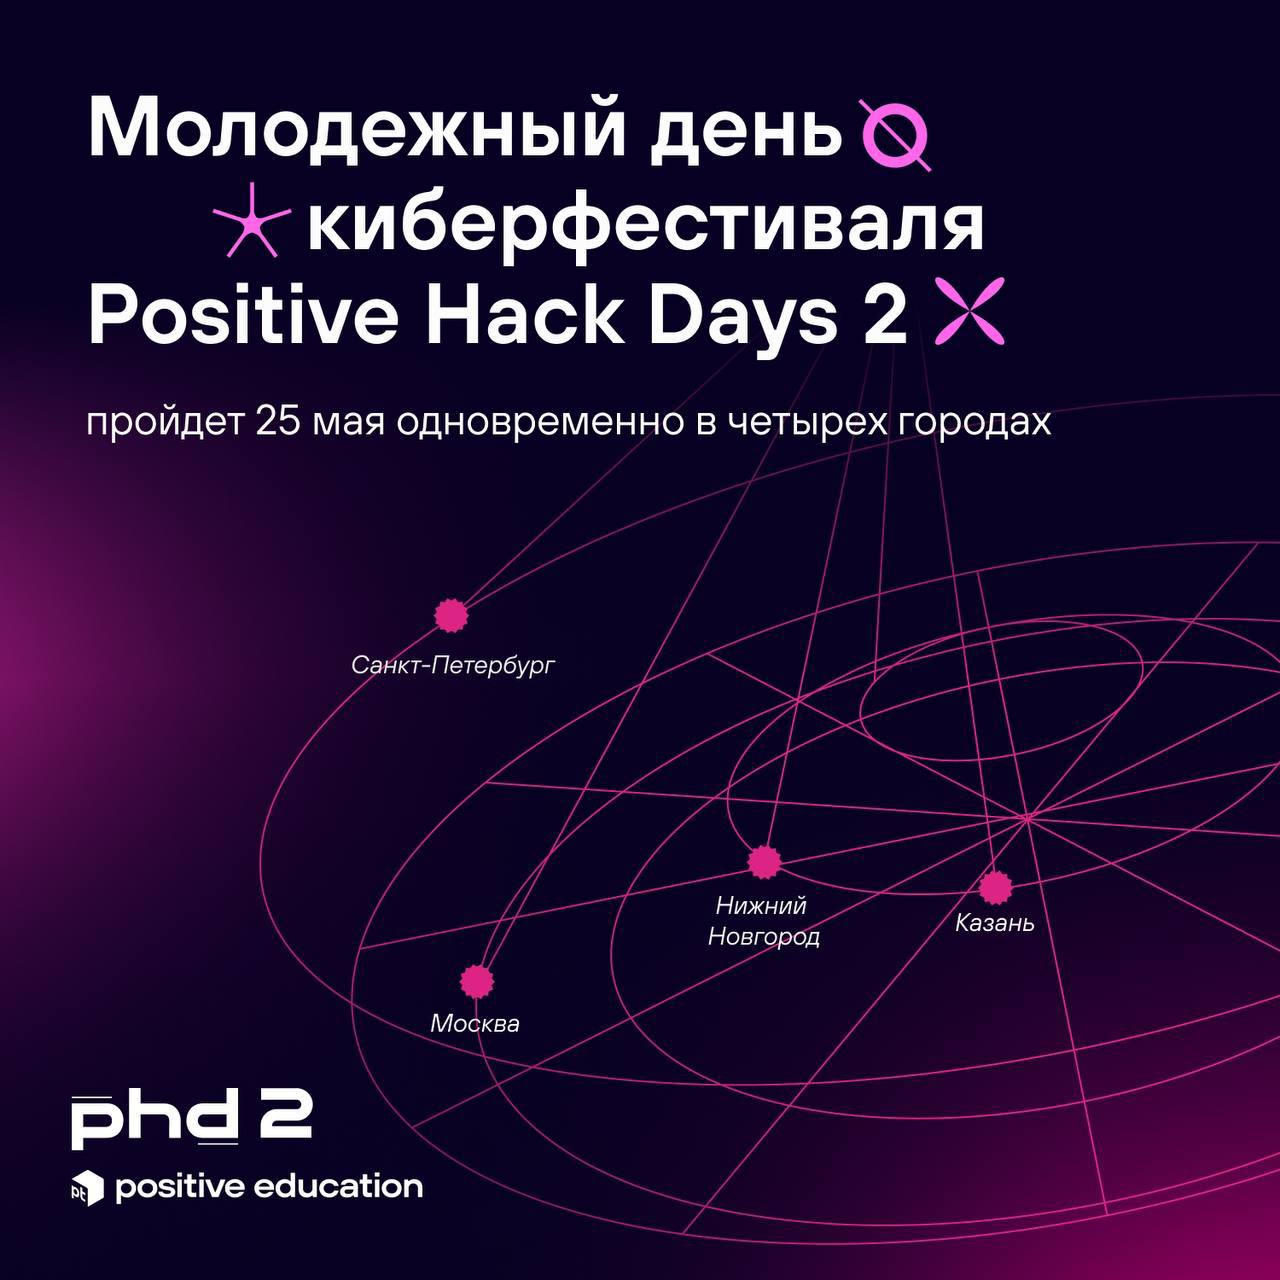 Молодежный день
киберфестиваля
Positive Hack Days 2
пройдет 25 мая одновременно в четырех городах
Санкт-Петербург
Нижний
Новгород
Казань
Москва
phd 2
pt positive education